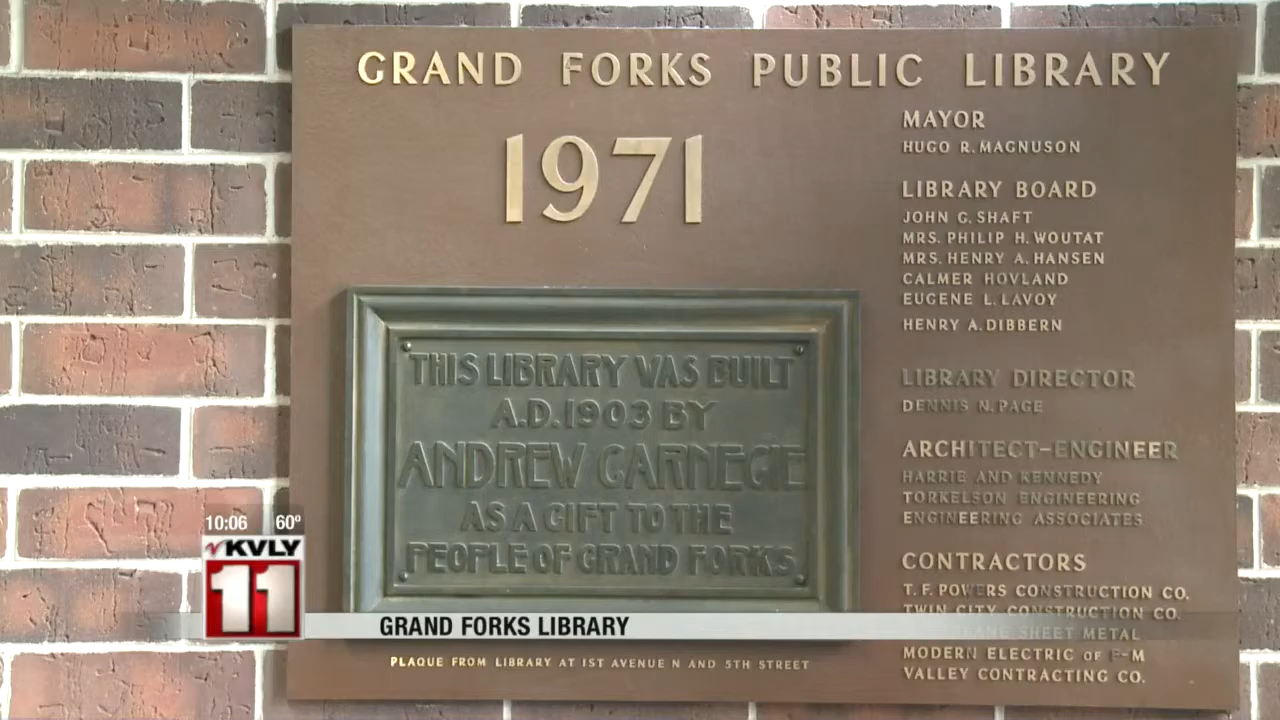 GRAND FORKS PUBLIC LIBRARY
1971
MAYOR
HUGO R. MAGNUSON
LIBRARY BOARD
JOHN G. SHAFT
MRS. PHILIP H. WOUTAT
MRS. HENRY A. HANSEN
CALMER HOVLAND
EUGENE L. LAVOY
HENRY A. DIBBERN
LIBRARY DIRECTOR
DENNIS N. PAGE
ARCHITECT-ENGINEER
HARRIE AND KENNEDY
TORKELSON ENGINEERING
ENGINEERING ASSOCIATES
CONTRACTORS
T. F. POWERS CONSTRUCTION CO.
TWIN CITY CONSTRUCTION CO.
SHEET METAL
MODERN ELECTRIC OF F-M
VALLEY CONTRACTING CO.
THIS LIBRARY WAS BUILT
A.D. 1903 BY
ANDREW CARNEGIE
AS A GIFT TO THE
PEOPLE OF GRAND FORKS
PLAQUE FROM LIBRARY AT 1ST AVENUE N AND 5TH STREET
10:06 60º
KVLY
11
GRAND FORKS LIBRARY